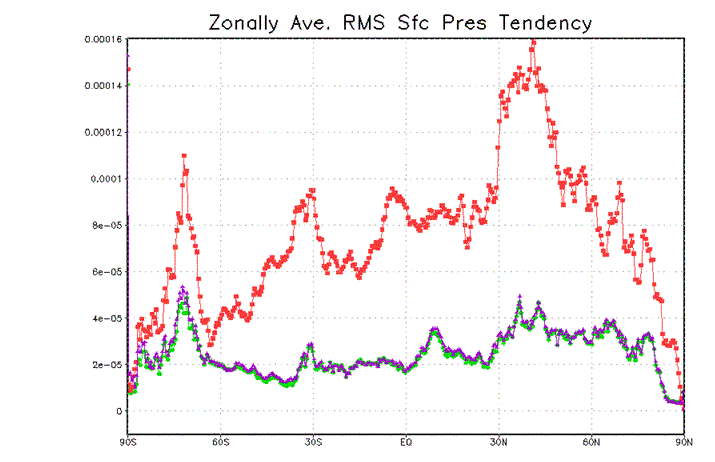 Zonally Ave. RMS Sfc Pres Tendency
0.00016
0.00014
0.00012
0.0001
8e-05
6e-05
4e-05
2e-05
0
90S 60S 30S EQ 30N 60N 90N